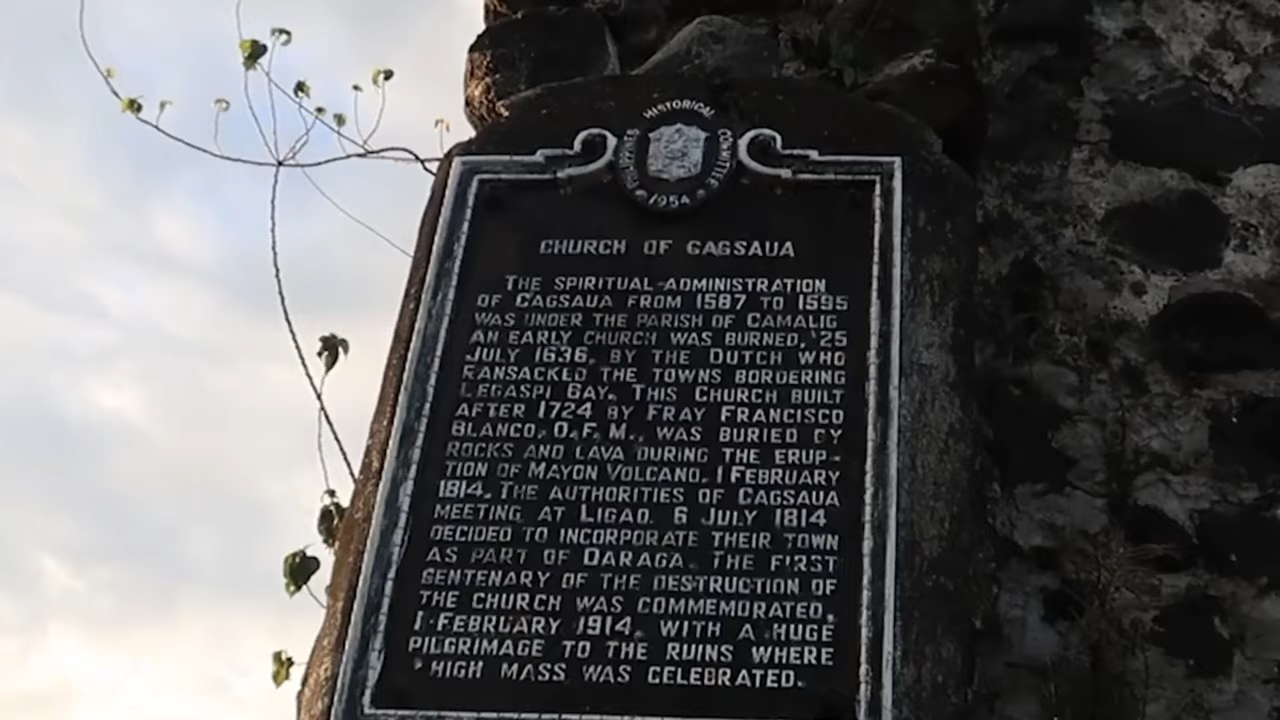 HISTORICAL
COMMITTEE
1954
CHURCH OF CAGSAUA
THE SPIRITUAL ADMINISTRATION
OF CAGSAUA FROM 1587 TO 1595
WAS UNDER THE PARISH OF CAMALIG
AN EARLY CHURCH WAS BURNED, 25
JULY 1636, BY THE DUTCH WHO
RANSACKED THE TOWNS BORDERING
LEGASPI BAY. THIS CHURCH BUILT
AFTER 1724 BY FRAY FRANCISCO
BLANCO, O.F.M., WAS BURIED BY
ROCKS AND LAVA DURING THE ERUP-
TION OF MAYON VOLCANO, 1 FEBRUARY
1814. THE AUTHORITIES OF CAGSAUA
MEETING AT LIGAO, 6 JULY 1814
DECIDED TO INCORPORATE THEIR TOWN
AS PART OF DARAGA. THE FIRST
CENTENARY OF THE DESTRUCTION OF
THE CHURCH WAS COMMEMORATED,
1 FEBRUARY 1914, WITH A HUGE
PILGRIMAGE TO THE RUINS WHERE
HIGH MASS WAS CELEBRATED.